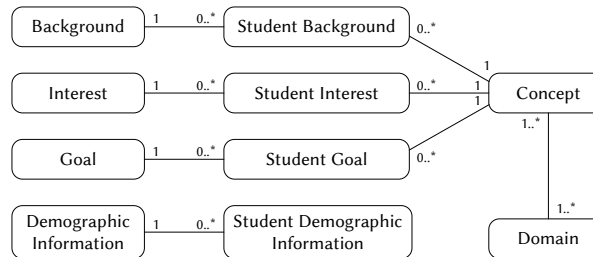 Background 1 0..* Student Background 0..*
1
Interest 1 0..* Student Interest 0..* 1 Concept
1
1..*
Goal 1 0..* Student Goal 0..*
Demographic Information 1 0..* Student Demographic Information
1..*
Domain